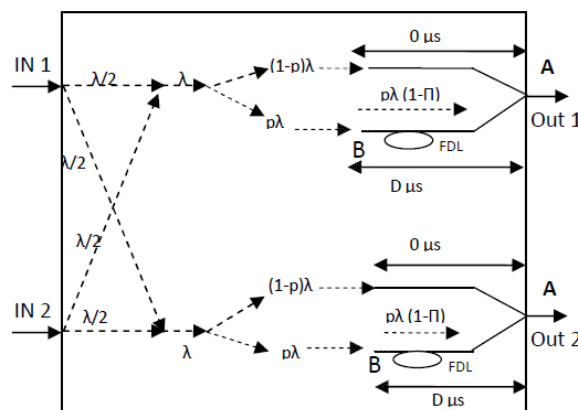 0 µs
A
IN 1
λ/2
λ
(1-p)λ
pλ (1-Π)
Out 1
pλ
B
FDL
λ/2
D µs
λ/2
0 µs
(1-p)λ
A
IN 2
λ/2
pλ (1-Π)
Out 2
λ
pλ
B
FDL
D µs